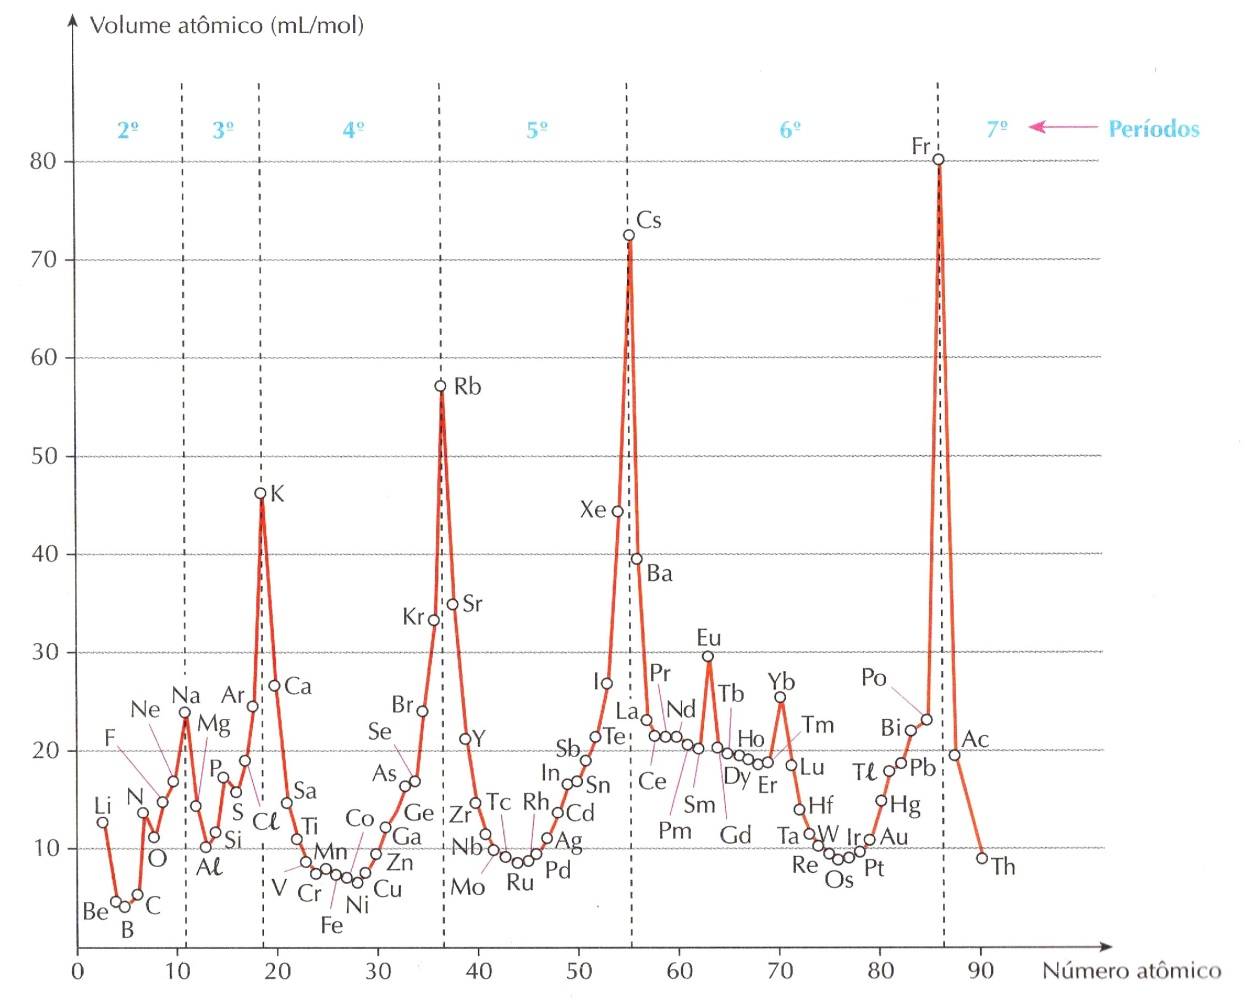 Volume atômico (mL/mol)
2º 3º 4º 5º 6º 7º Períodos
Fr
80
Cs
70
60
Rb
50
K
Xe
40
Ba
Sr
Kr
Eu
30
Pr
Po
I
Yb
Ca
Ar
Na
Tb
Ne
Br
La
Nd
Mg
Tm
F
Se
Y
Te
Ho
Bi
Ac
20
Sb
P
As
In
Sn
Ce
Dy
Er
Lu
Tℓ
Pb
Li
N
S
Cℓ
Sa
Co
Ge
Zr
Tc
Rh
Cd
Sm
Hf
Hg
Ti
Pm
Gd
Si
Ga
Nb
Ag
Ta
W
Ir
Au
10
O
Aℓ
Mn
Zn
Pd
Re
Pt
Th
V
Cr
Cu
Mo
Ru
Os
Be
C
Ni
B
Fe
0 10 20 30 40 50 60 70 80 90 Número atômico